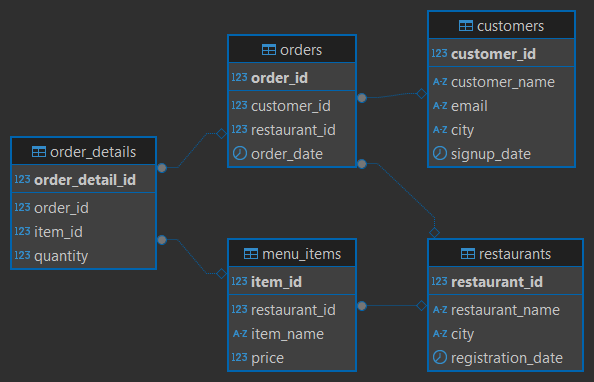 customers
123 customer_id
A-Z customer_name
A-Z email
A-Z city
signup_date
orders
123 order_id
123 customer_id
123 restaurant_id
order_date
order_details
123 order_detail_id
123 order_id
123 item_id
123 quantity
menu_items
123 item_id
123 restaurant_id
A-Z item_name
123 price
restaurants
123 restaurant_id
A-Z restaurant_name
A-Z city
registration_date